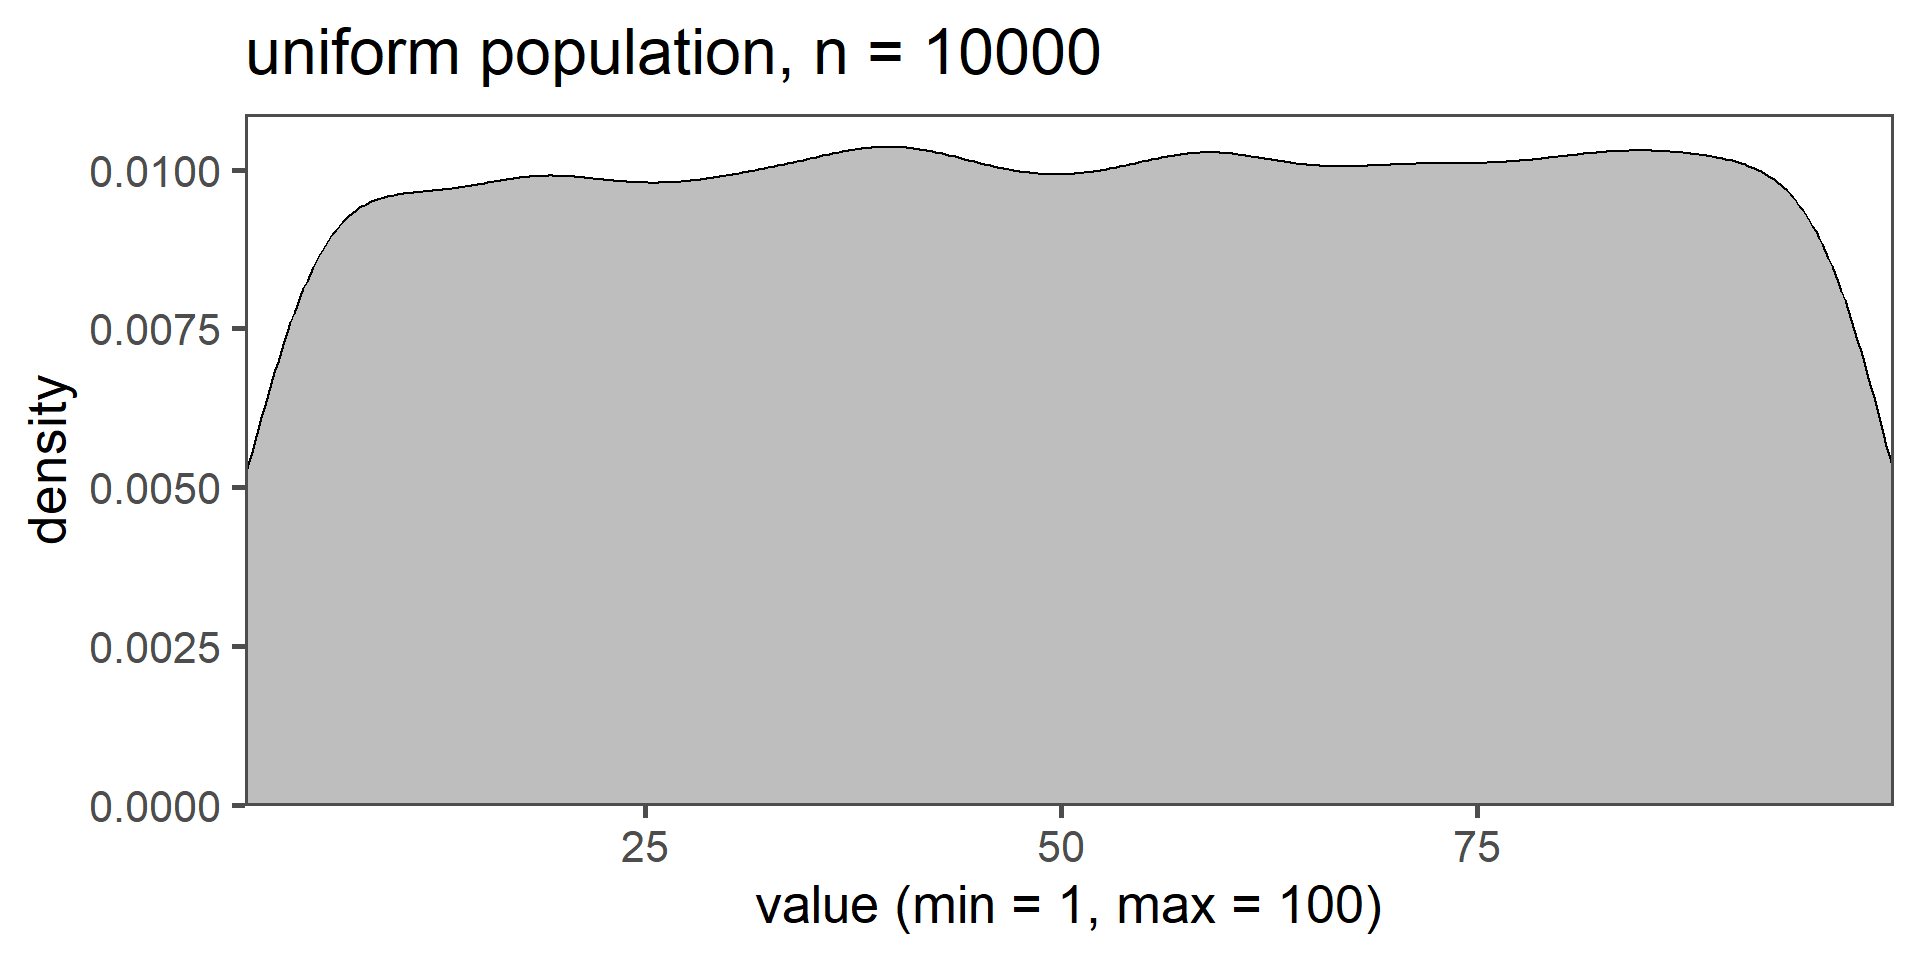 uniform population, n = 10000
0.0100
0.0075
0.0050
0.0025
0.0000
density
25 50 75
value (min = 1, max = 100)